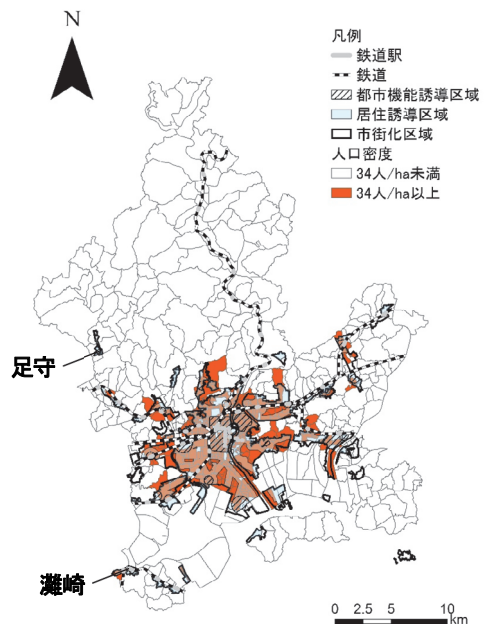 N
凡例
鉄道駅
鉄道
都市機能誘導区域
居住誘導区域
市街化区域
人口密度
34人/ha未満
34人/ha以上
足守
灘崎
0 2.5 5 10
km